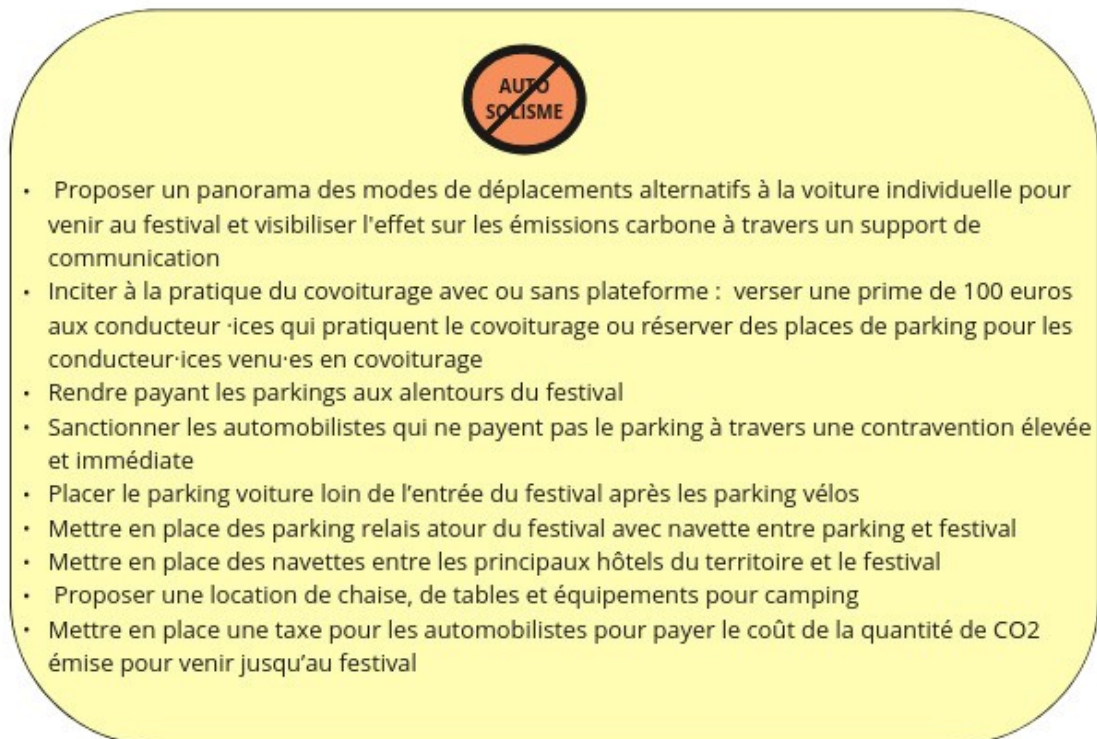 AUTO
SOLISME
• Proposer un panorama des modes de déplacements alternatifs à la voiture individuelle pour
venir au festival et visibiliser l'effet sur les émissions carbone à travers un support de
communication
• Inciter à la pratique du covoiturage avec ou sans plateforme : verser une prime de 100 euros
aux conducteur ·ices qui pratiquent le covoiturage ou réserver des places de parking pour les
conducteur·ices venu·es en covoiturage
• Rendre payant les parkings aux alentours du festival
• Sanctionner les automobilistes qui ne payent pas le parking à travers une contravention élevée
et immédiate
• Placer le parking voiture loin de l’entrée du festival après les parking vélos
• Mettre en place des parking relais atour du festival avec navette entre parking et festival
• Mettre en place des navettes entre les principaux hôtels du territoire et le festival
• Proposer une location de chaise, de tables et équipements pour camping
• Mettre en place une taxe pour les automobilistes pour payer le coût de la quantité de CO2
émise pour venir jusqu’au festival